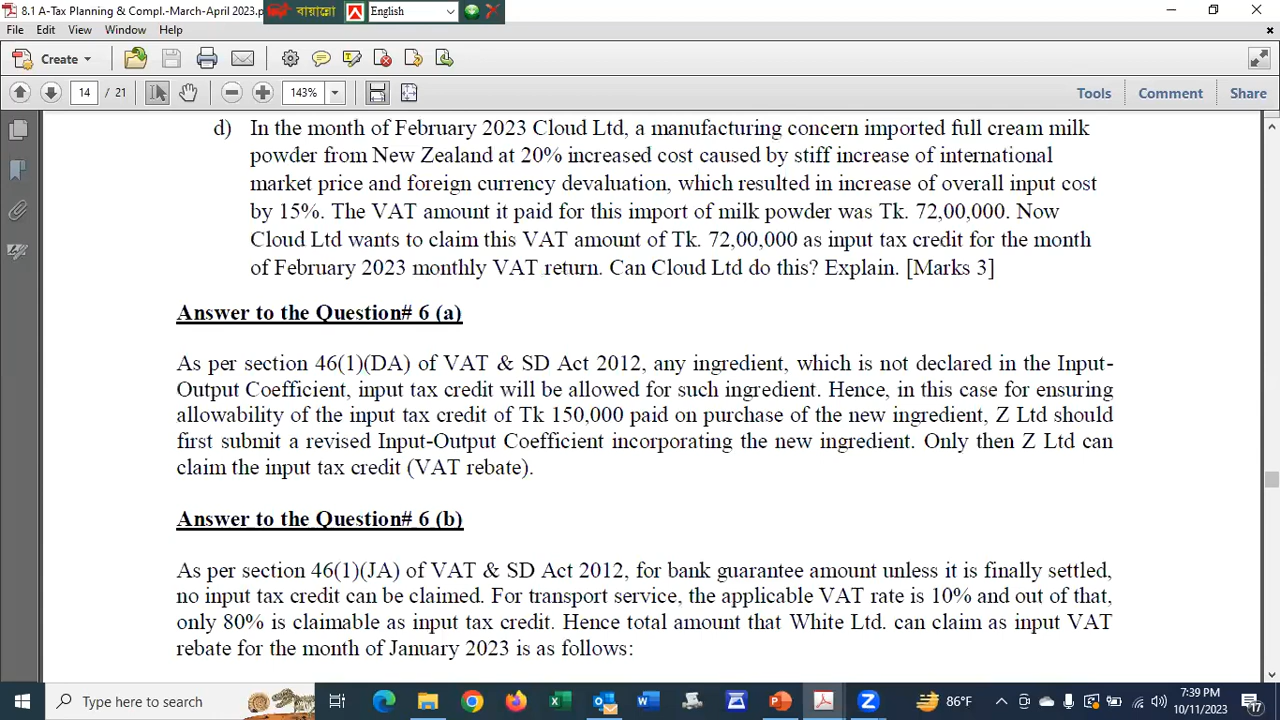 8.1 A-Tax Planning & Compl.-March-April 2023.p
বায়ান্নো
English
File Edit View Window Help
Create
14 / 21
143%
Tools Comment Share
d) In the month of February 2023 Cloud Ltd, a manufacturing concern imported full cream milk
powder from New Zealand at 20% increased cost caused by stiff increase of international
market price and foreign currency devaluation, which resulted in increase of overall input cost
by 15%. The VAT amount it paid for this import of milk powder was Tk. 72,00,000. Now
Cloud Ltd wants to claim this VAT amount of Tk. 72,00,000 as input tax credit for the month
of February 2023 monthly VAT return. Can Cloud Ltd do this? Explain. [Marks 3]
Answer to the Question# 6 (a)
As per section 46(1)(DA) of VAT & SD Act 2012, any ingredient, which is not declared in the Input-
Output Coefficient, input tax credit will be allowed for such ingredient. Hence, in this case for ensuring
allowability of the input tax credit of Tk 150,000 paid on purchase of the new ingredient, Z Ltd should
first submit a revised Input-Output Coefficient incorporating the new ingredient. Only then Z Ltd can
claim the input tax credit (VAT rebate).
Answer to the Question# 6 (b)
As per section 46(1)(JA) of VAT & SD Act 2012, for bank guarantee amount unless it is finally settled,
no input tax credit can be claimed. For transport service, the applicable VAT rate is 10% and out of that,
only 80% is claimable as input tax credit. Hence total amount that White Ltd. can claim as input VAT
rebate for the month of January 2023 is as follows:
Type here to search
86°F
7:39 PM
10/11/2023
17